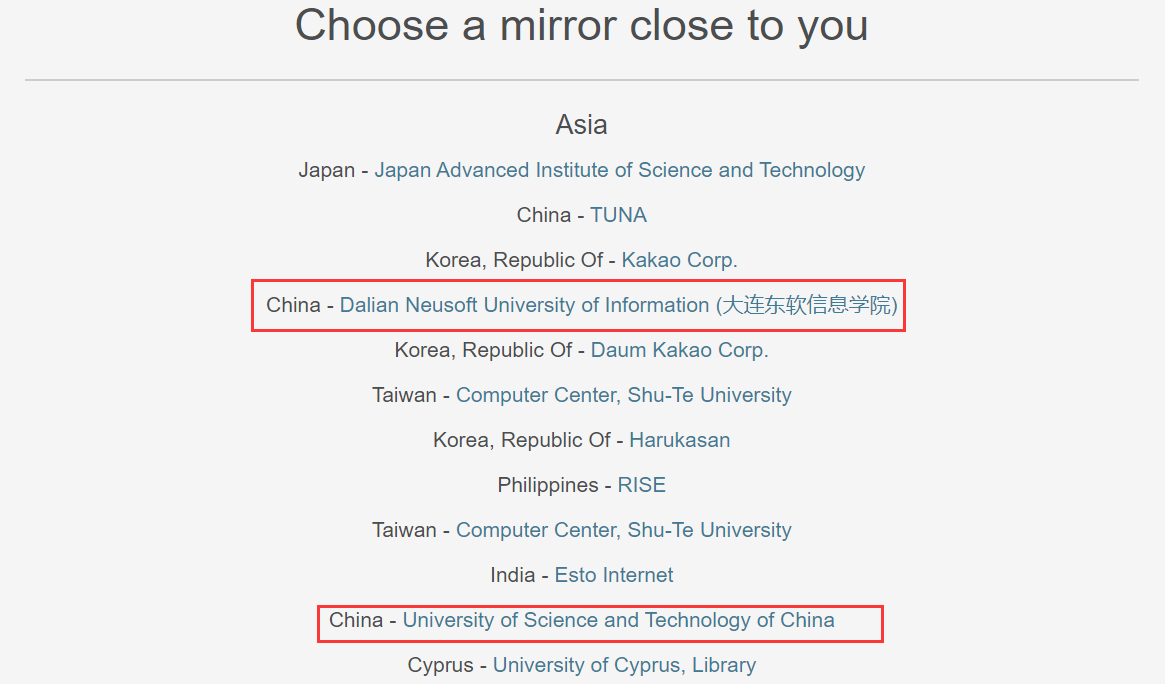 Choose a mirror close to you
Asia
Japan - Japan Advanced Institute of Science and Technology
China - TUNA
Korea, Republic Of - Kakao Corp.
China - Dalian Neusoft University of Information (大连东软信息学院)
Korea, Republic Of - Daum Kakao Corp.
Taiwan - Computer Center, Shu-Te University
Korea, Republic Of - Harukasan
Philippines - RISE
Taiwan - Computer Center, Shu-Te University
India - Esto Internet
China - University of Science and Technology of China
Cyprus - University of Cyprus, Library